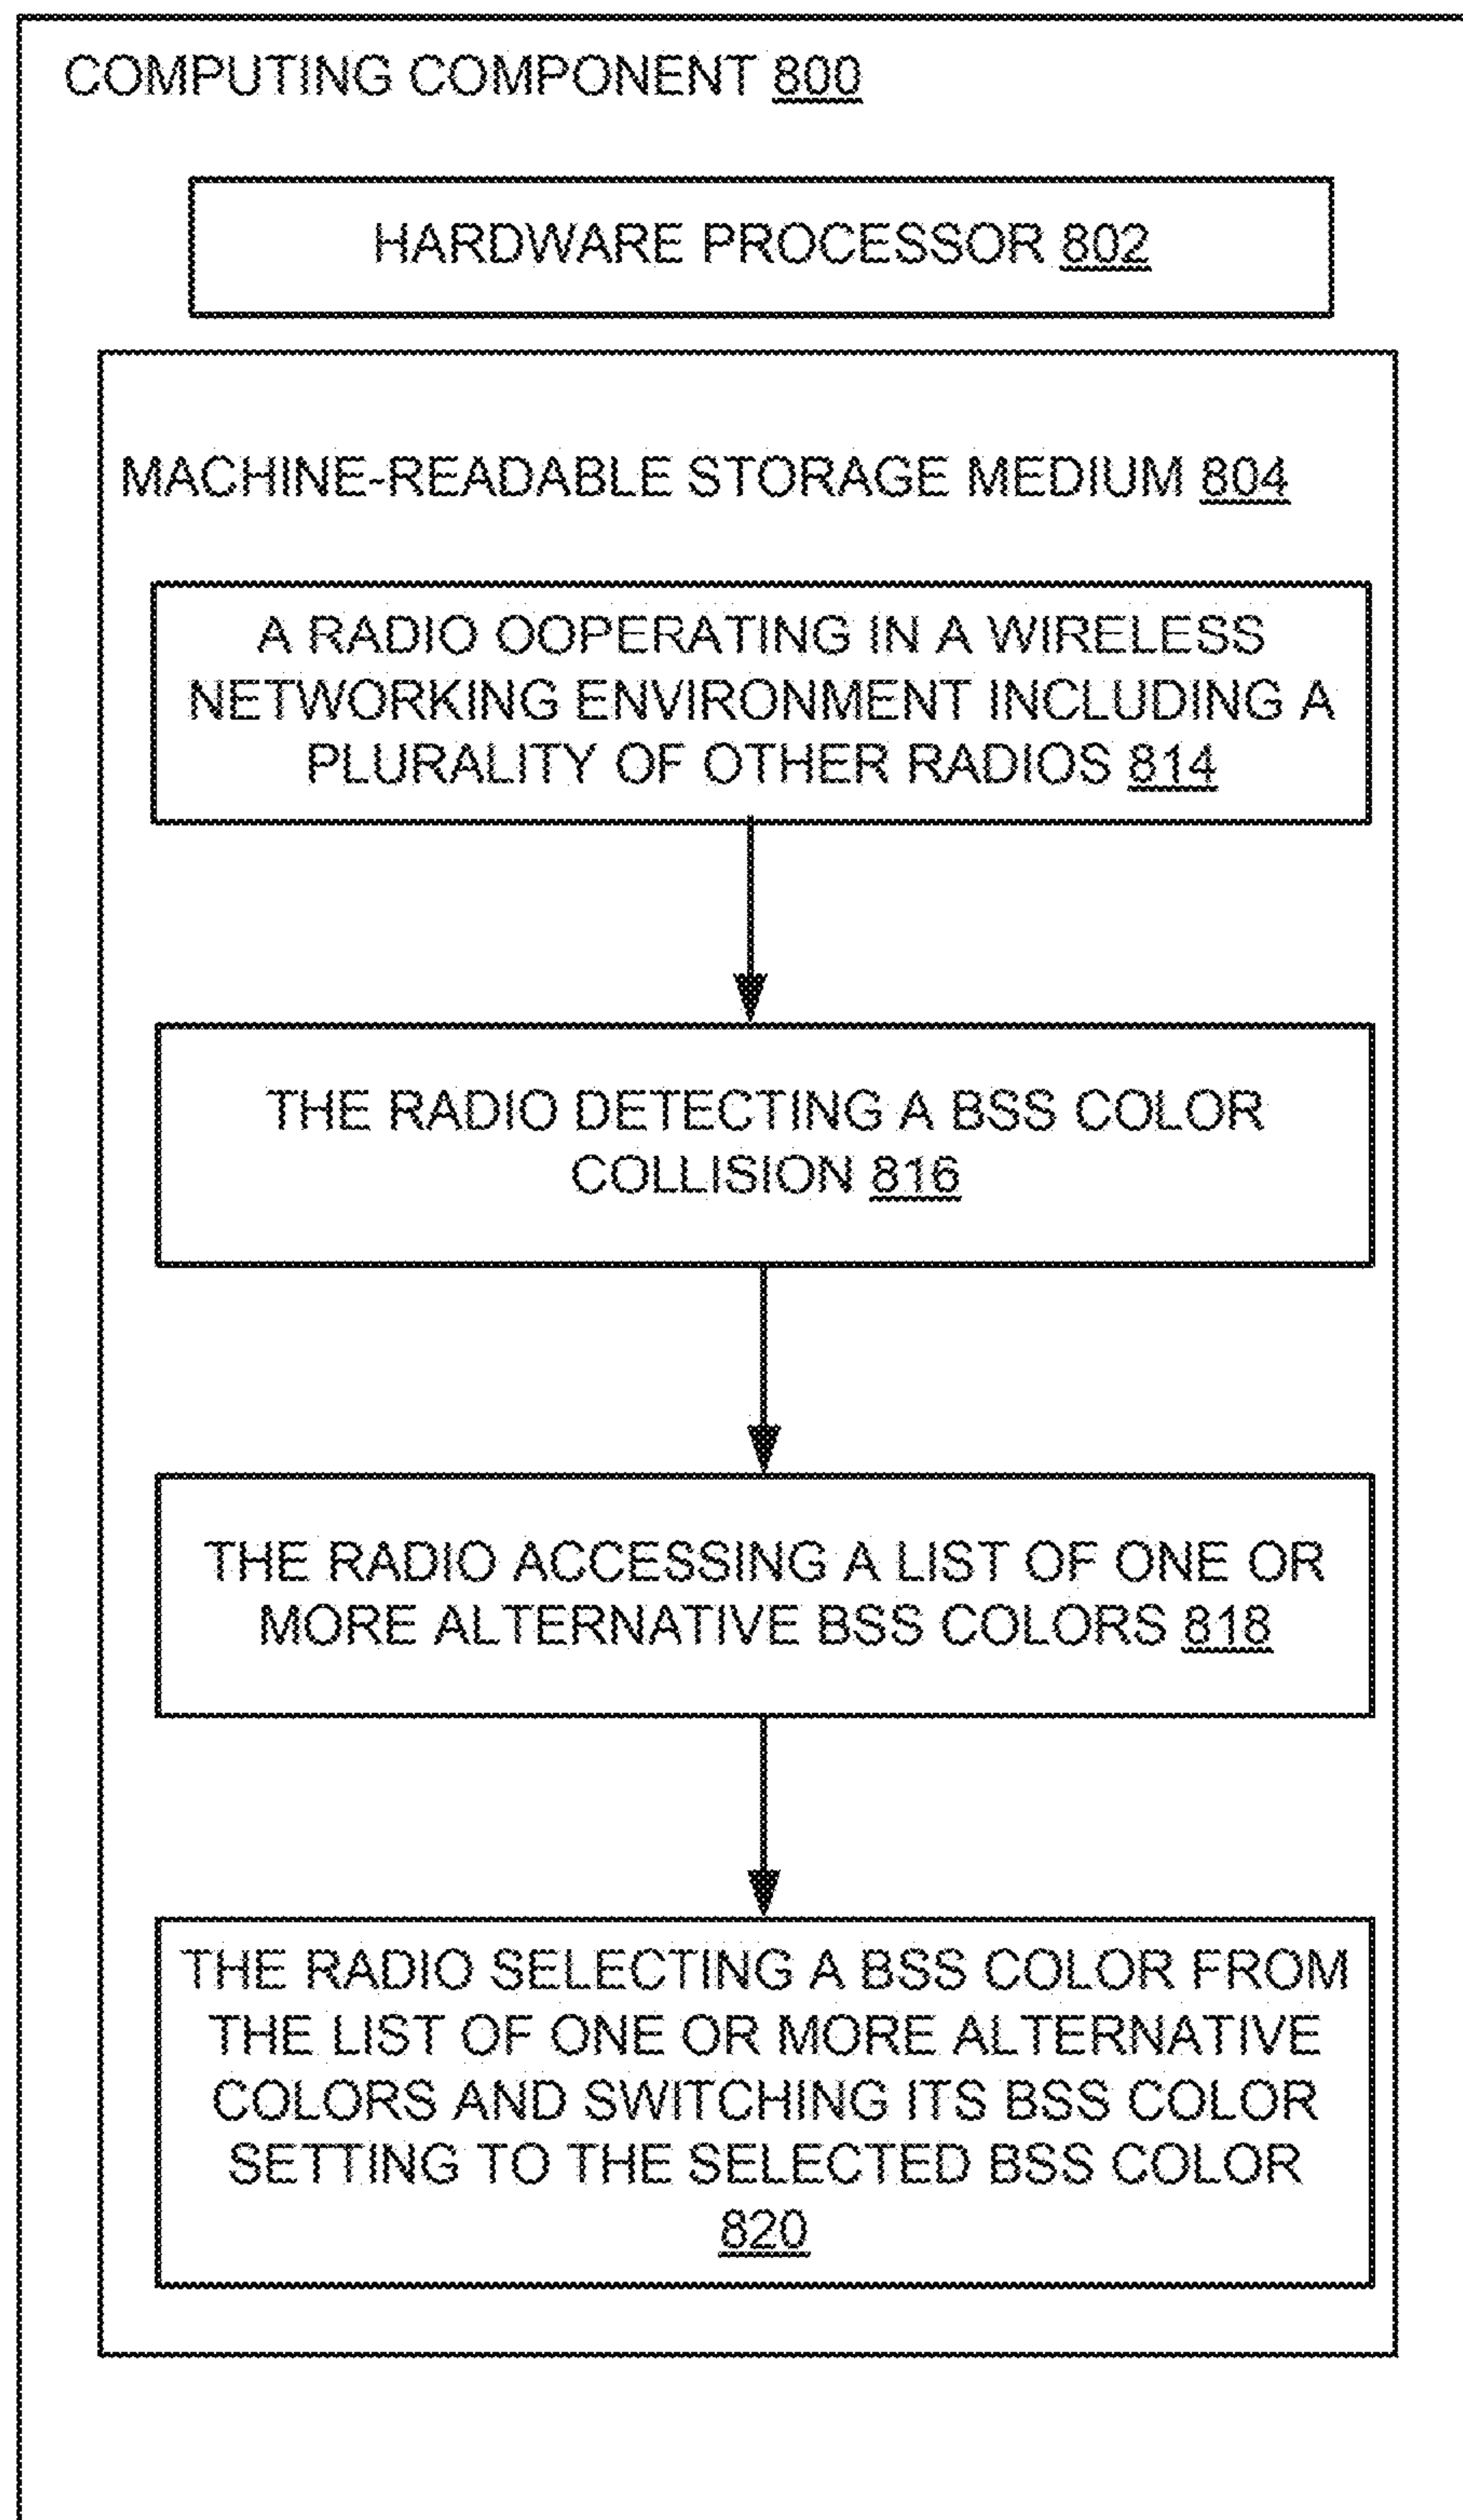 COMPUTING COMPONENT 800
HARDWARE PROCESSOR 802
MACHINE-READABLE STORAGE MEDIUM 804
A RADIO OOPERATING IN A WIRELESS
NETWORKING ENVIRONMENT INCLUDING A
PLURALITY OF OTHER RADIOS 814
THE RADIO DETECTING A BSS COLOR
COLLISION 816
THE RADIO ACCESSING A LIST OF ONE OR
MORE ALTERNATIVE BSS COLORS 818
THE RADIO SELECTING A BSS COLOR FROM
THE LIST OF ONE OR MORE ALTERNATIVE
COLORS AND SWITCHING ITS BSS COLOR
SETTING TO THE SELECTED BSS COLOR
820